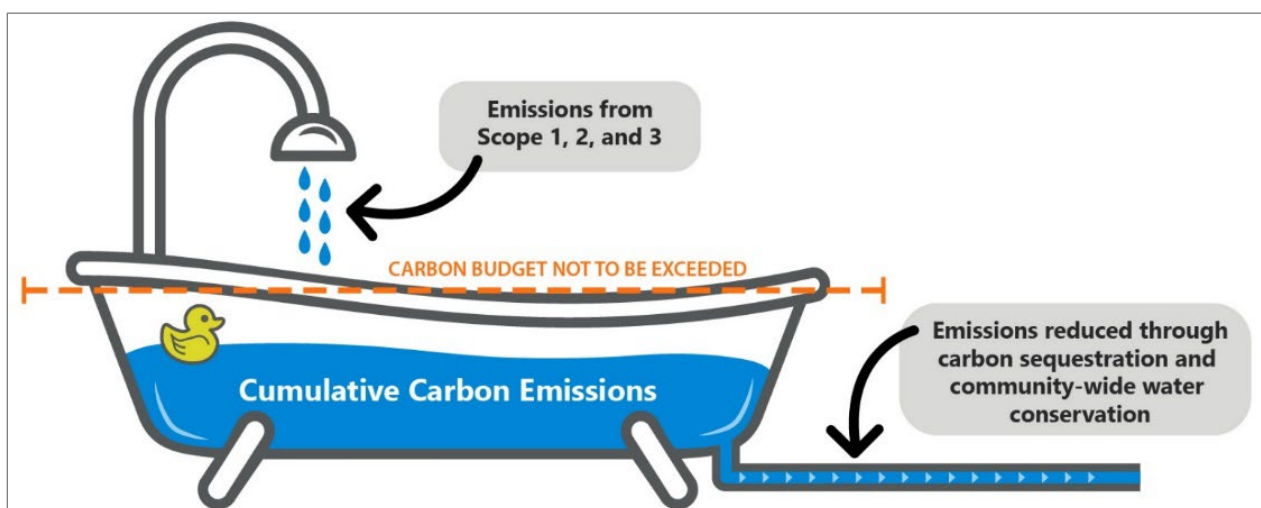 Emissions from
Scope 1, 2, and 3
CARBON BUDGET NOT TO BE EXCEEDED
Cumulative Carbon Emissions
Emissions reduced through
carbon sequestration and
community-wide water
conservation